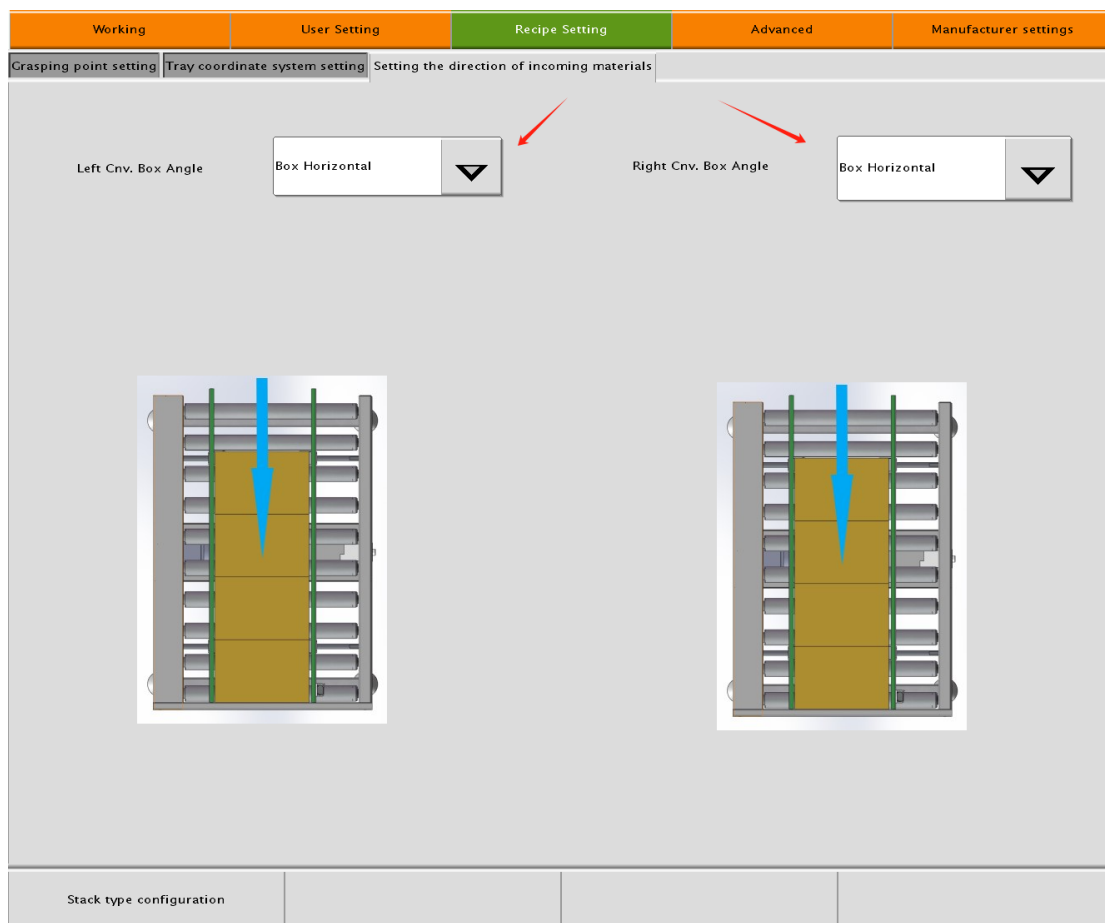 Working
User Setting
Recipe Setting
Advanced
Manufacturer settings
Grasping point setting
Tray coordinate system setting
Setting the direction of incoming materials
Left Cnv. Box Angle
Box Horizontal
Right Cnv. Box Angle
Box Horizontal
Stack type configuration